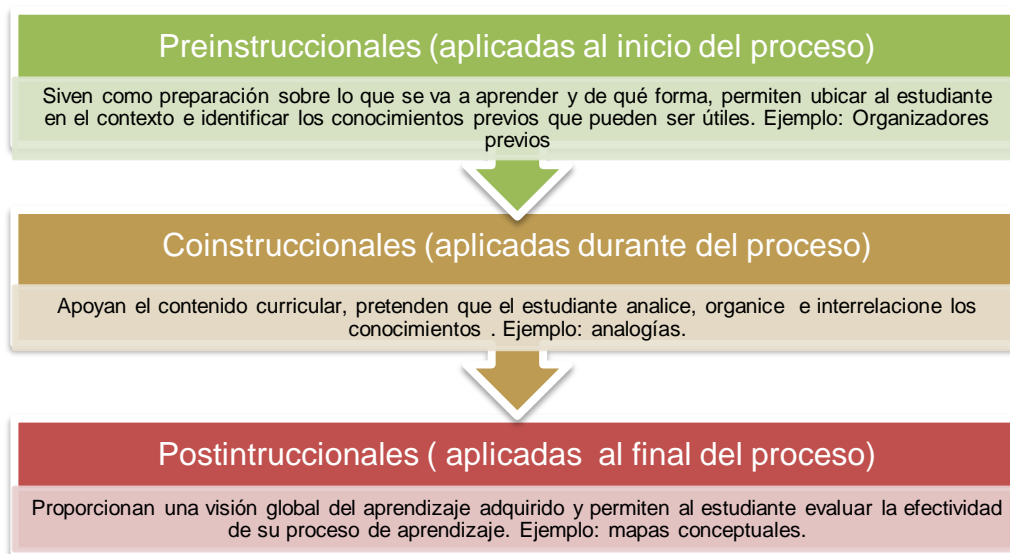 Preinstruccionales (aplicadas al inicio del proceso)
Siven como preparación sobre lo que se va a aprender y de qué forma, permiten ubicar al estudiante
en el contexto e identificar los conocimientos previos que pueden ser útiles. Ejemplo: Organizadores
previos
Coinstruccionales (aplicadas durante del proceso)
Apoyan el contenido curricular, pretenden que el estudiante analice, organice e interrelacione los
conocimientos . Ejemplo: analogías.
Postintruccionales ( aplicadas al final del proceso)
Proporcionan una visión global del aprendizaje adquirido y permiten al estudiante evaluar la efectividad
de su proceso de aprendizaje. Ejemplo: mapas conceptuales.